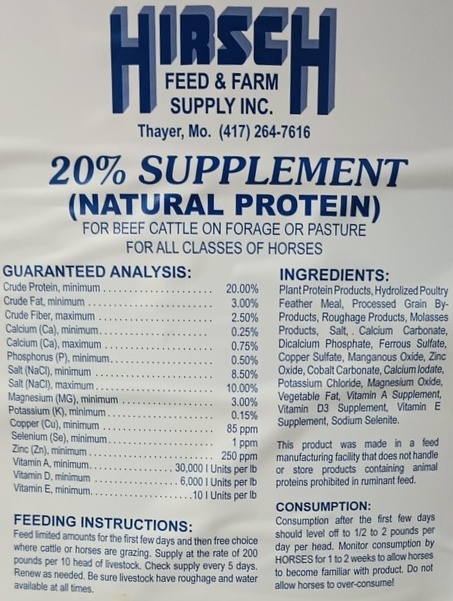 HIRSCH
FEED & FARM
SUPPLY INC.
Thayer, Mo. (417) 264-7616
20% SUPPLEMENT
(NATURAL PROTEIN)
FOR BEEF CATTLE ON FORAGE OR PASTURE
FOR ALL CLASSES OF HORSES
GUARANTEED ANALYSIS:
Crude Protein, minimum 20.00%
Crude Fat, minimum 3.00%
Crude Fiber, maximum 2.50%
Calcium (Ca), minimum 0.25%
Calcium (Ca), maximum 0.75%
Phosphorus (P), minimum 0.50%
Salt (NaCl), minimum 8.50%
Salt (NaCl), maximum 10.00%
Magnesium (MG), minimum 3.00%
Potassium (K), minimum 0.15%
Copper (Cu), minimum 85 ppm
Selenium (Se), minimum 1 ppm
Zinc (Zn), minimum 250 ppm
Vitamin A, minimum 30,000 I Units per lb
Vitamin D, minimum 6,000 I Units per lb
Vitamin E, minimum 10 I Units per lb
FEEDING INSTRUCTIONS:
Feed limited amounts for the first few days and then free choice
where cattle or horses are grazing. Supply at the rate of 200
pounds per 10 head of livestock. Check supply every 5 days.
Renew as needed. Be sure livestock have roughage and water
available at all times.
INGREDIENTS:
Plant Protein Products, Hydrolized Poultry
Feather Meal, Processed Grain By-
Products, Roughage Products, Molasses
Products, Salt, Calcium Carbonate,
Dicalcium Phosphate, Ferrous Sulfate,
Copper Sulfate, Manganous Oxide, Zinc
Oxide, Cobalt Carbonate, Calcium Iodate,
Potassium Chloride, Magnesium Oxide,
Vegetable Fat, Vitamin A Supplement,
Vitamin D3 Supplement, Vitamin E
Supplement, Sodium Selenite.
This product was made in a feed
manufacturing facility that does not handle
or store products containing animal
proteins prohibited in ruminant feed.
CONSUMPTION:
Consumption after the first few days
should level off to 1/2 to 2 pounds per
day per head. Monitor consumption by
HORSES for 1 to 2 weeks to allow horses
to become familiar with product. Do not
allow horses to over-consume!